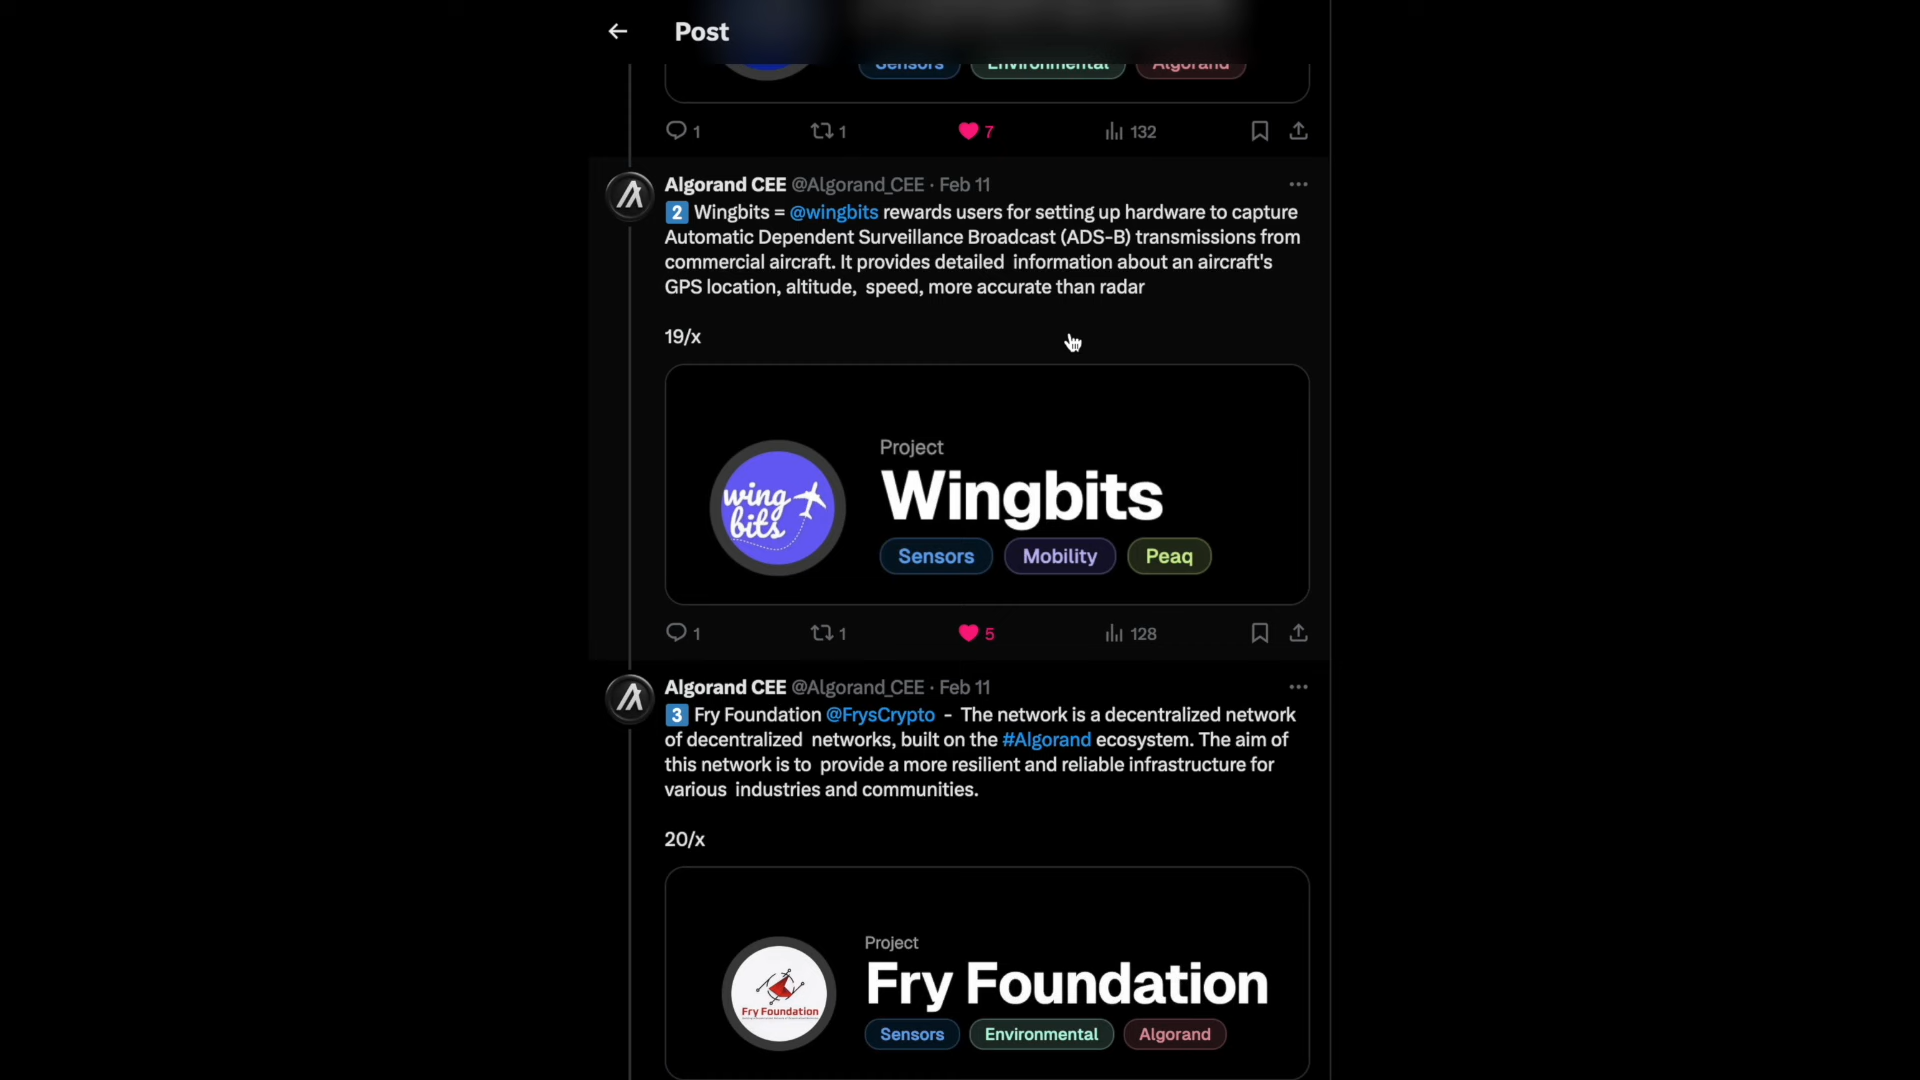 Post
Sensors Environmental Algorand
1 1 7 132
Algorand CEE @Algorand_CEE · Feb 11
2 Wingbits = @wingbits rewards users for setting up hardware to capture
Automatic Dependent Surveillance Broadcast (ADS-B) transmissions from
commercial aircraft. It provides detailed information about an aircraft's
GPS location, altitude, speed, more accurate than radar
19/x
Project
wing
bits
Wingbits
Sensors Mobility Peaq
1 1 5 128
Algorand CEE @Algorand_CEE · Feb 11
3 Fry Foundation @FrysCrypto - The network is a decentralized network
of decentralized networks, built on the #Algorand ecosystem. The aim of
this network is to provide a more resilient and reliable infrastructure for
various industries and communities.
20/x
Project
Fry Foundation
Fry Foundation
Sensors Environmental Algorand